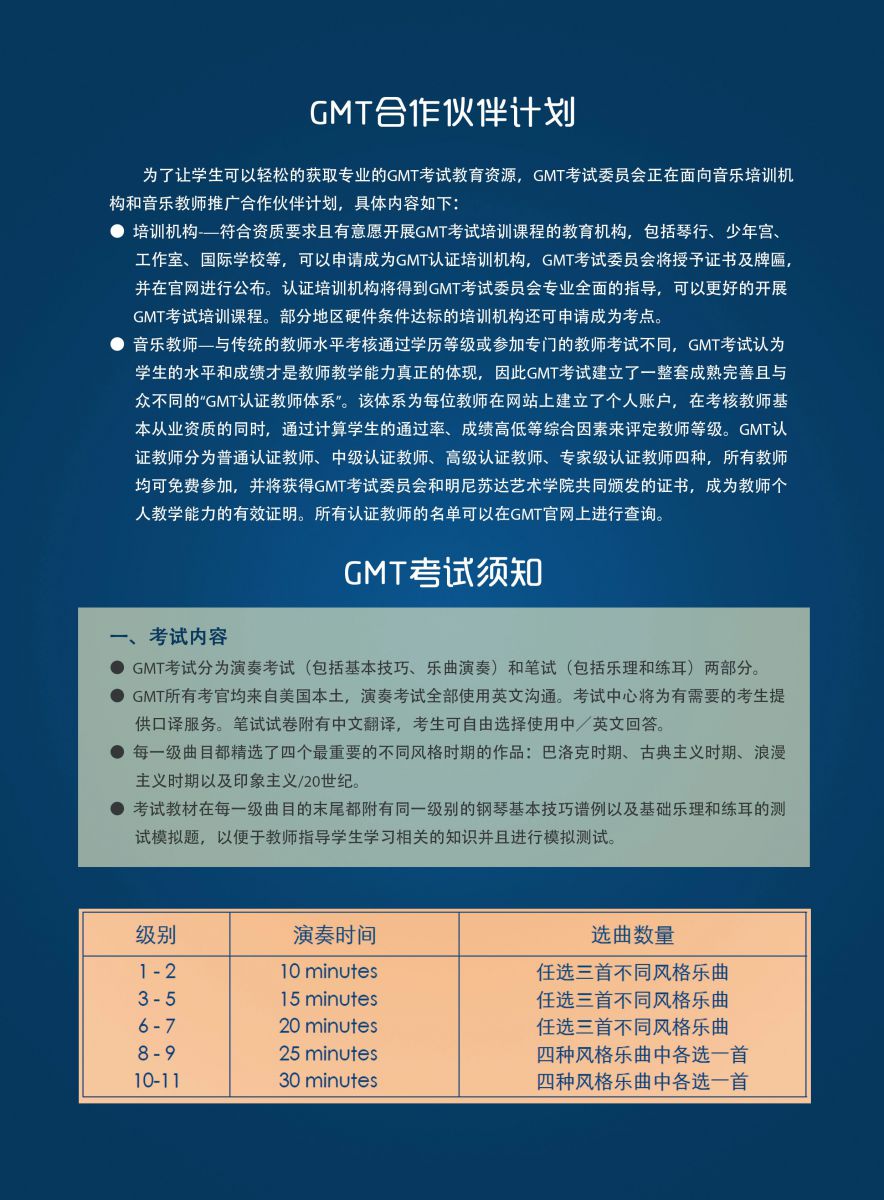 GMT合作伙伴计划
为了让学生可以轻松的获取专业的GMT考试教育资源，GMT考试委员会正在面向音乐培训机
构和音乐教师推广合作伙伴计划，具体内容如下：
● 培训机构-—符合资质要求且有意愿开展GMT考试培训课程的教育机构，包括琴行、少年宫、
工作室、国际学校等，可以申请成为GMT认证培训机构，GMT考试委员会将授予证书及牌匾，
并在官网进行公布。认证培训机构将得到GMT考试委员会专业全面的指导，可以更好的开展
GMT考试培训课程。部分地区硬件条件达标的培训机构还可申请成为考点。
● 音乐教师—与传统的教师水平考核通过学历等级或参加专门的教师考试不同，GMT考试认为
学生的水平和成绩才是教师教学能力真正的体现，因此GMT考试建立了一整套成熟完善且与
众不同的“GMT认证教师体系”。该体系为每位教师在网站上建立了个人账户，在考核教师基
本从业资质的同时，通过计算学生的通过率、成绩高低等综合因素来评定教师等级。GMT认
证教师分为普通认证教师、中级认证教师、高级认证教师、专家级认证教师四种，所有教师
均可免费参加，并将获得GMT考试委员会和明尼苏达艺术学院共同颁发的证书，成为教师个
人教学能力的有效证明。所有认证教师的名单可以在GMT官网上进行查询。
GMT考试须知
一、考试内容
● GMT考试分为演奏考试（包括基本技巧、乐曲演奏）和笔试（包括乐理和练耳）两部分。
● GMT所有考官均来自美国本土，演奏考试全部使用英文沟通。考试中心将为有需要的考生提
供口译服务。笔试试卷附有中文翻译，考生可自由选择使用中／英文回答。
● 每一级曲目都精选了四个最重要的不同风格时期的作品：巴洛克时期、古典主义时期、浪漫
主义时期以及印象主义/20世纪。
● 考试教材在每一级曲目的末尾都附有同一级别的钢琴基本技巧谱例以及基础乐理和练耳的测
试模拟题，以便于教师指导学生学习相关的知识并且进行模拟测试。
级别 演奏时间 选曲数量
1 - 2 10 minutes 任选三首不同风格乐曲
3 - 5 15 minutes 任选三首不同风格乐曲
6 - 7 20 minutes 任选三首不同风格乐曲
8 - 9 25 minutes 四种风格乐曲中各选一首
10-11 30 minutes 四种风格乐曲中各选一首